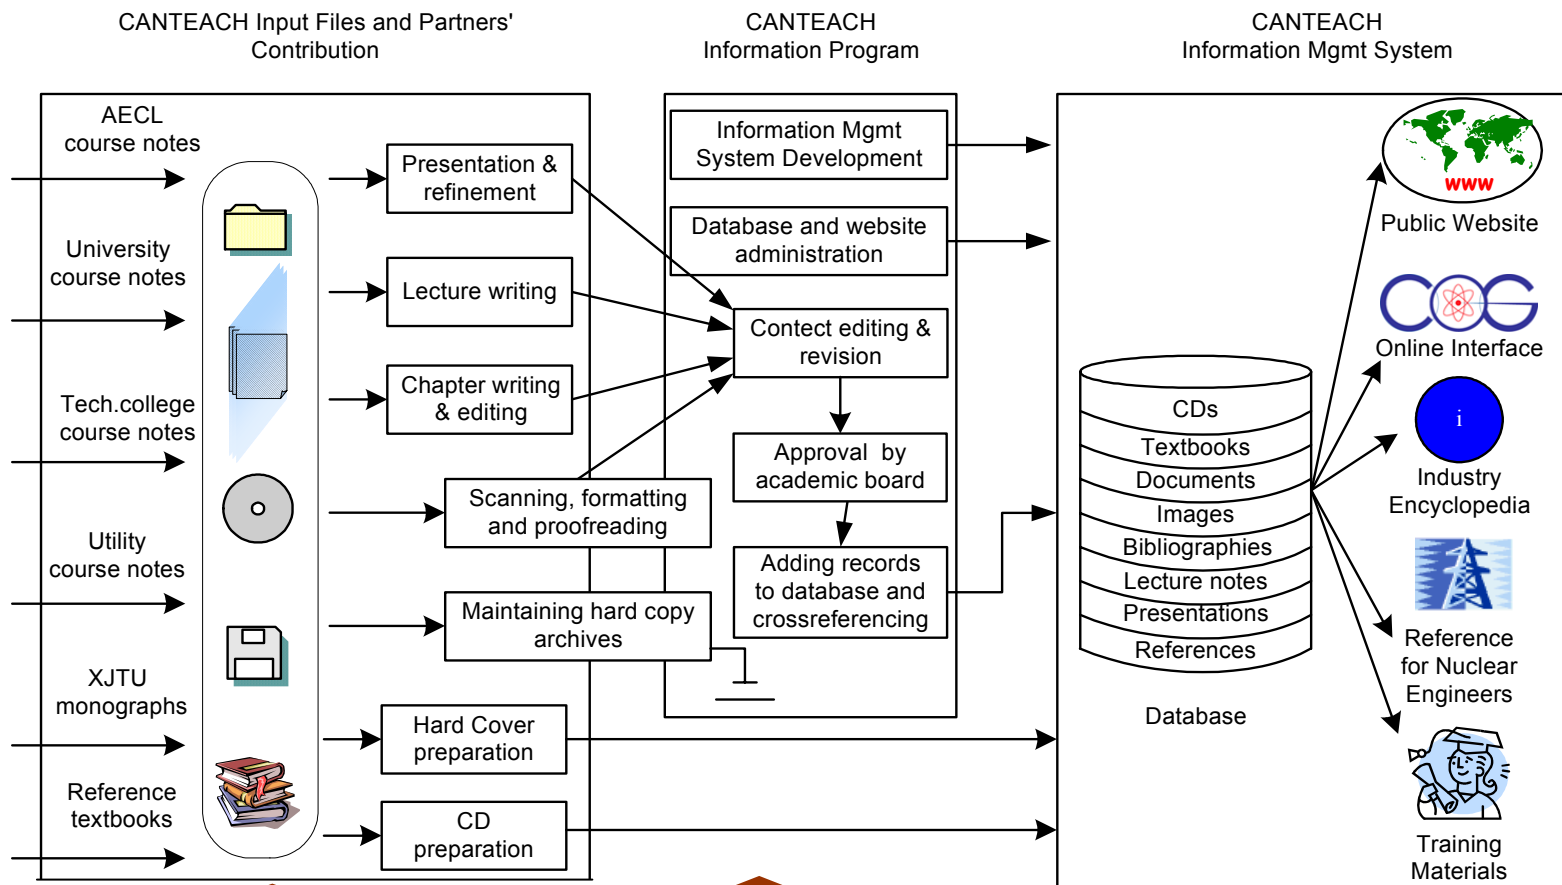 CANTEACH Input Files and Partners'
Contribution
CANTEACH
Information Program
CANTEACH
Information Mgmt System
AECL
course notes
University
course notes
Tech.college
course notes
Utility
course notes
XJTU
monographs
Reference
textbooks
Presentation &
refinement
Lecture writing
Chapter writing
& editing
Scanning, formatting
and proofreading
Maintaining hard copy
archives
Hard Cover
preparation
CD
preparation
Information Mgmt
System Development
Database and website
administration
Contect editing &
revision
Approval by
academic board
Adding records
to database and
crossreferencing
CDs
Textbooks
Documents
Images
Bibliographies
Lecture notes
Presentations
References
Database
www
Public Website
COG
Online Interface
i
Industry
Encyclopedia
Reference
for Nuclear
Engineers
Training
Materials